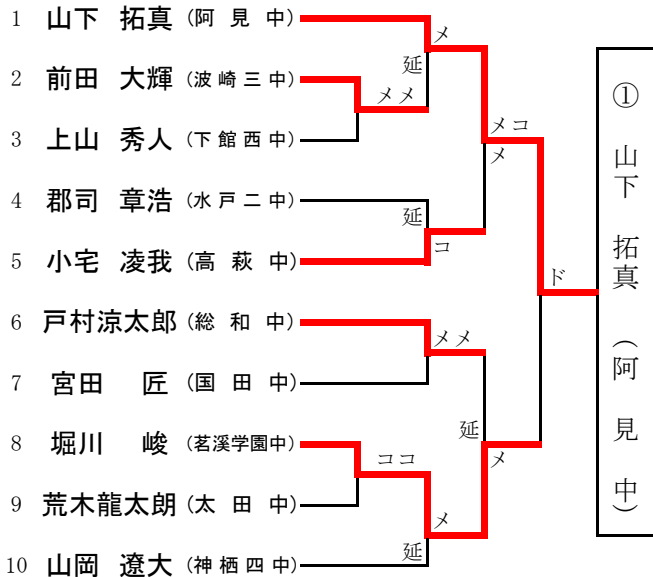 1 山下 拓真 (阿見中)
2 前田 大輝 (波崎三中)
3 上山 秀人 (下館西中)
4 郡司 章浩 (水戸二中)
5 小宅 凌我 (高萩中)
6 戸村涼太郎 (総和中)
7 宮田 匠 (国田中)
8 堀川 峻 (茗溪学園中)
9 荒木龍太朗 (太田中)
10 山岡 遼大 (神栖四中)
メ
延
メメ
延
コ
メコ
メ
メメ
ココ
メ
延
延
メ
ド
① 山下 拓真 (阿見中)